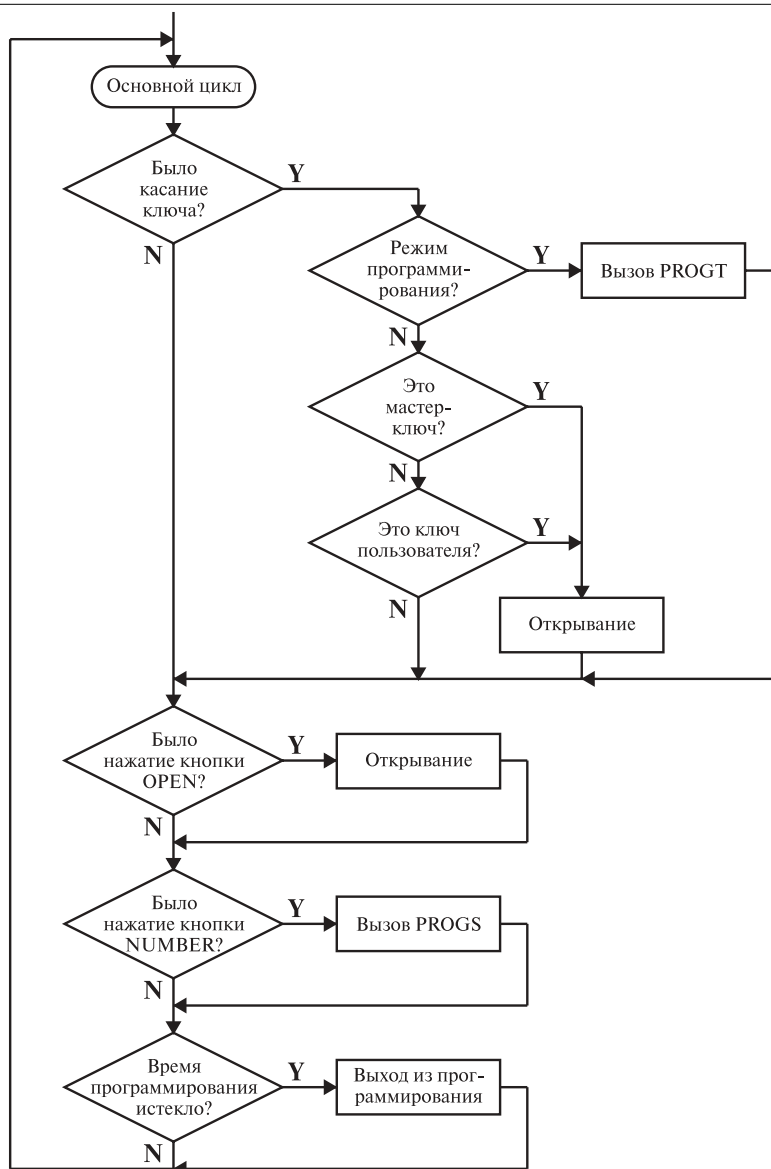 Основной цикл
Было
касание
ключа?
Y
N
Режим
программи-
рования?
Y
Вызов PROGT
N
Это
мастер-
ключ?
Y
N
Это ключ
пользователя?
Y
N
Открывание
Было
нажатие кнопки
OPEN?
Y
Открывание
N
Было
нажатие кнопки
NUMBER?
Y
Вызов PROGS
N
Время
программирования
истекло?
Y
Выход из прог-
раммирования
N